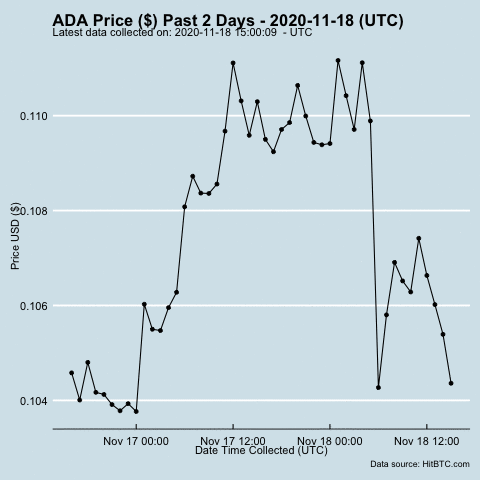 ADA Price ($) Past 2 Days - 2020-11-18 (UTC)
Latest data collected on: 2020-11-18 15:00:09 - UTC
0.110
0.108
0.106
0.104
Price USD ($)
Nov 17 00:00 Nov 17 12:00 Nov 18 00:00 Nov 18 12:00
Date Time Collected (UTC)
Data source: HitBTC.com